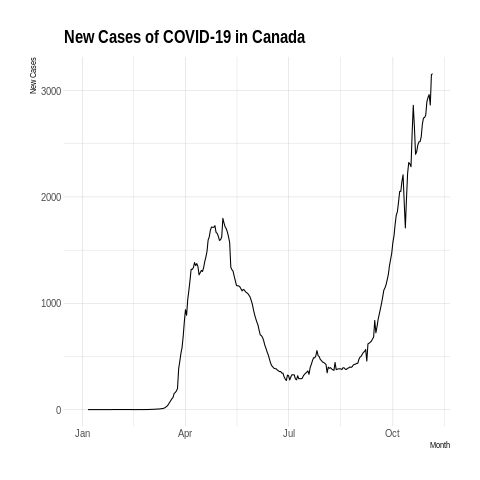 New Cases of COVID-19 in Canada
New Cases
3000
2000
1000
0
Jan Apr Jul Oct
Month